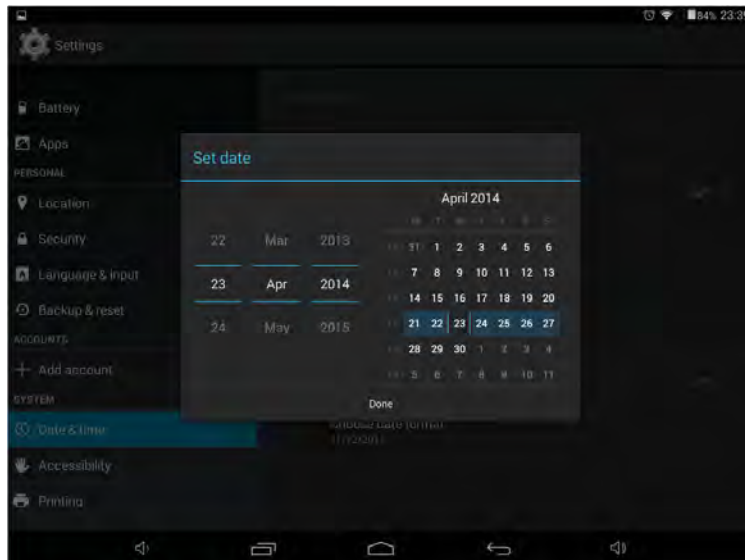 84% 23:35
Settings
Battery
Apps
PERSONAL
Location
Security
Language & input
Backup & reset
ACCOUNTS
Add account
SYSTEM
Date & time
Accessibility
Printing
Set date
22 Mar 2013
23 Apr 2014
24 May 2015
April 2014
31 1 2 3 4 5 6
7 8 9 10 11 12 13
14 15 16 17 18 19 20
21 22 23 24 25 26 27
28 29 30 1 2 3 4
5 6 7 8 9 10 11
Done
Choose date format